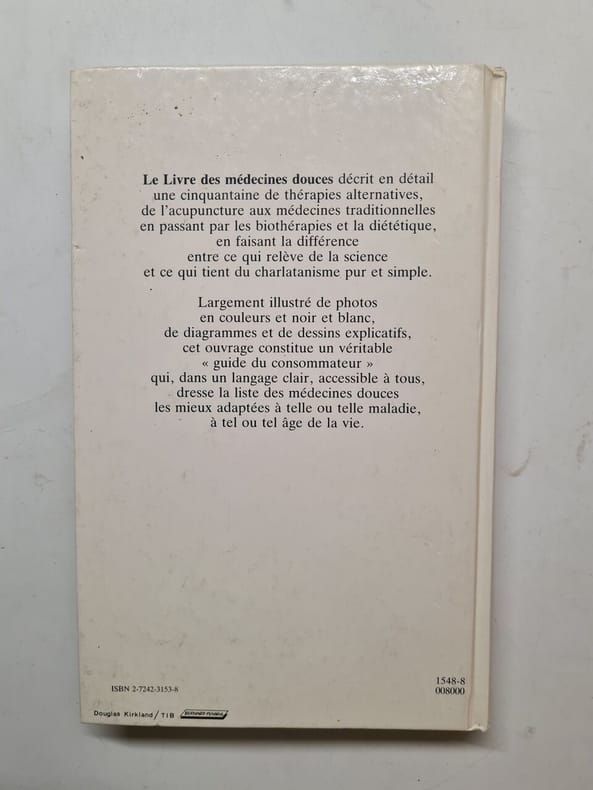 Le Livre des médecines douces décrit en détail
une cinquantaine de thérapies alternatives,
de l'acupuncture aux médecines traditionnelles
en passant par les biothérapies et la diététique,
en faisant la différence
entre ce qui relève de la science
et ce qui tient du charlatanisme pur et simple.
Largement illustré de photos
en couleurs et noir et blanc,
de diagrammes et de dessins explicatifs,
cet ouvrage constitue un véritable
« guide du consommateur »
qui, dans un langage clair, accessible à tous,
dresse la liste des médecines douces
les mieux adaptées à telle ou telle maladie,
à tel ou tel âge de la vie.
ISBN 2-7242-3153-8
1548-8
008000
Douglas Kirkland/TIB